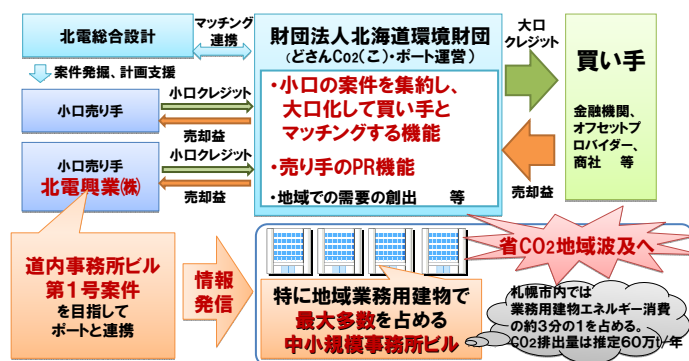 北電総合設計
マッチング
連携
財団法人北海道環境財団
（どさんCo2（こ）・ポート運営）
大口
クレジット
買い手
案件発掘、計画支援
小口売り手
小口クレジット
売却益
・小口の案件を集約し、
大口化して買い手と
マッチングする機能
・売り手のPR機能
・地域での需要の創出　等
金融機関、
オフセットプ
ロバイダー、
商社　等
売却益
小口売り手
北電興業㈱
小口クレジット
売却益
道内事務所ビル
第１号案件
を目指して
ポートと連携
情報
発信
省CO2地域波及へ
特に地域業務用建物で
最大多数を占める
中小規模事務所ビル
札幌市内では
業務用建物エネルギー消費
の約3分の1を占める。
CO2排出量は推定60万t/年